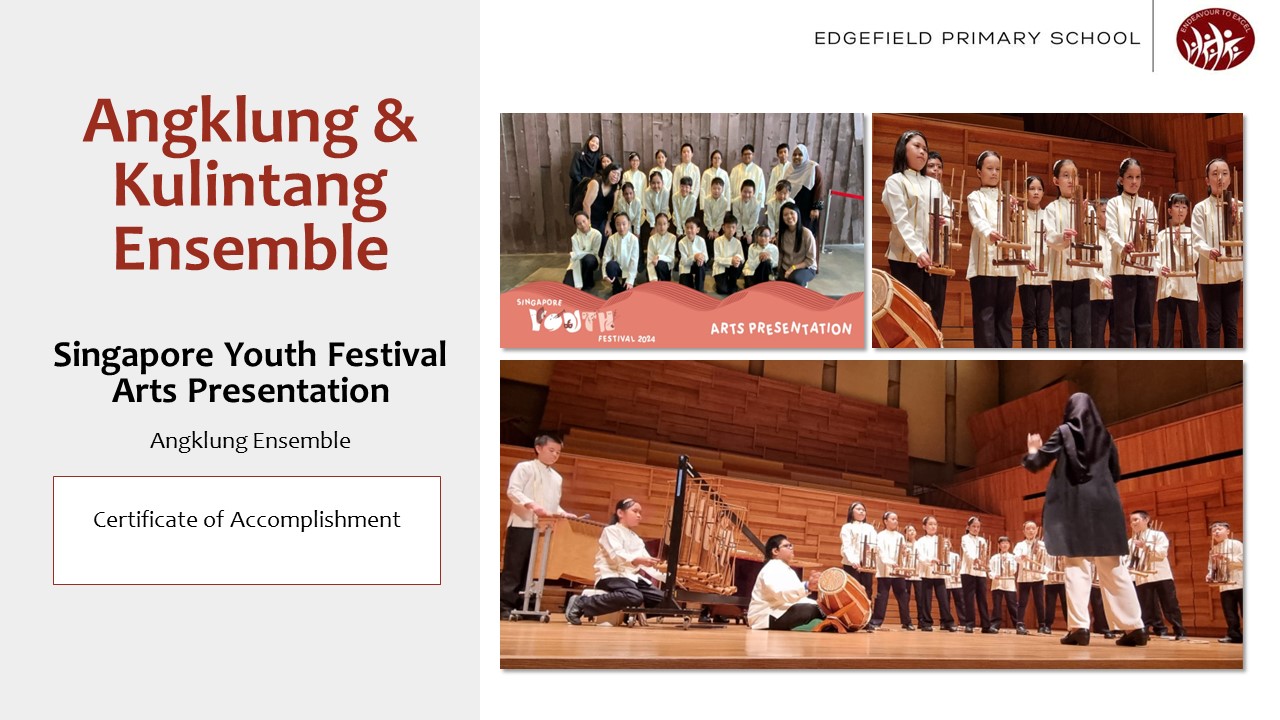 EDGEFIELD PRIMARY SCHOOL
ENDEAVOUR TO EXCEL
Angklung &
Kulintang
Ensemble
Singapore Youth Festival
Arts Presentation
Angklung Ensemble
Certificate of Accomplishment
SINGAPORE
YOUTH
FESTIVAL 2024
ARTS PRESENTATION